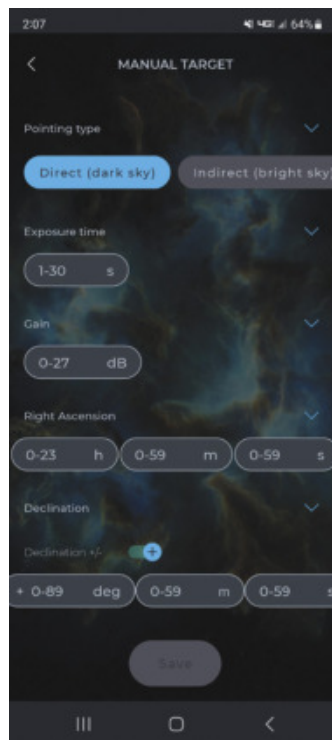 2:07 4GE 64%
MANUAL TARGET
Pointing type
Direct (dark sky) Indirect (bright sky)
Exposure time
1-30 s
Gain
0-27 dB
Right Ascension
0-23 h 0-59 m 0-59 s
Declination
Declination +/- +
+ 0-89 deg 0-59 m 0-59 s
Save